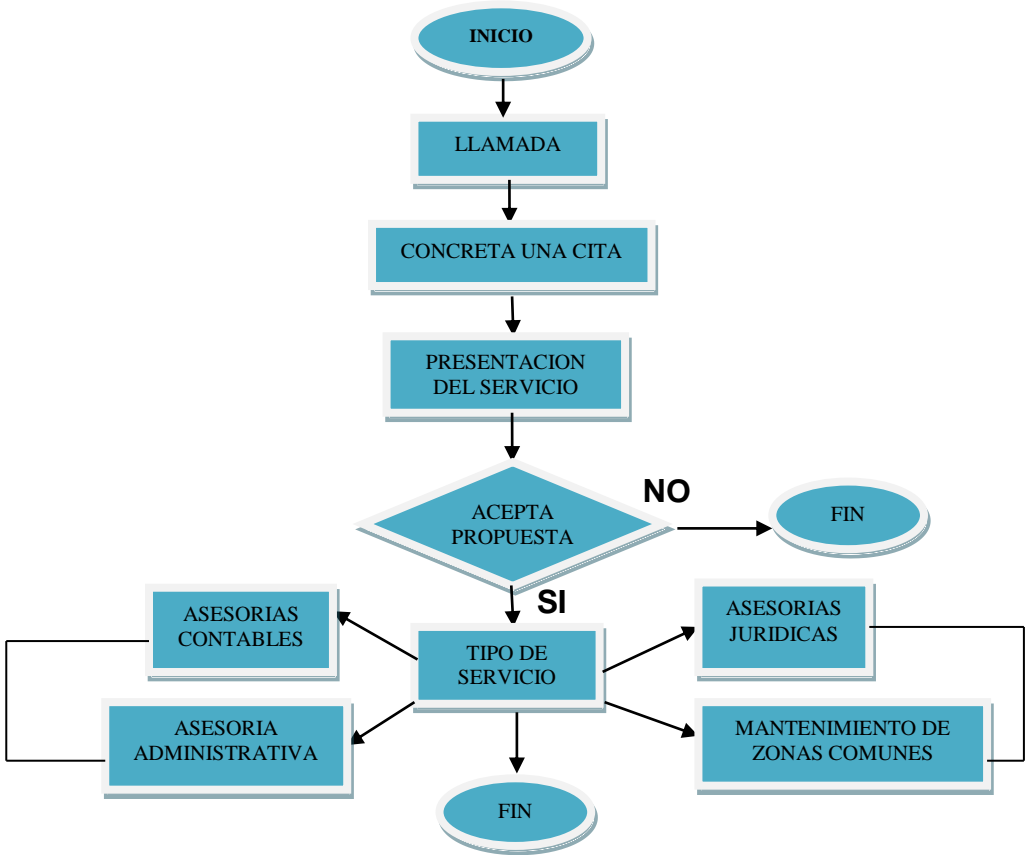 INICIO
LLAMADA
CONCRETA UNA CITA
PRESENTACION
DEL SERVICIO
ACEPTA
PROPUESTA
NO
FIN
SI
ASESORIAS
CONTABLES
TIPO DE
SERVICIO
ASESORIAS
JURIDICAS
ASESORIA
ADMINISTRATIVA
MANTENIMIENTO DE
ZONAS COMUNES
FIN